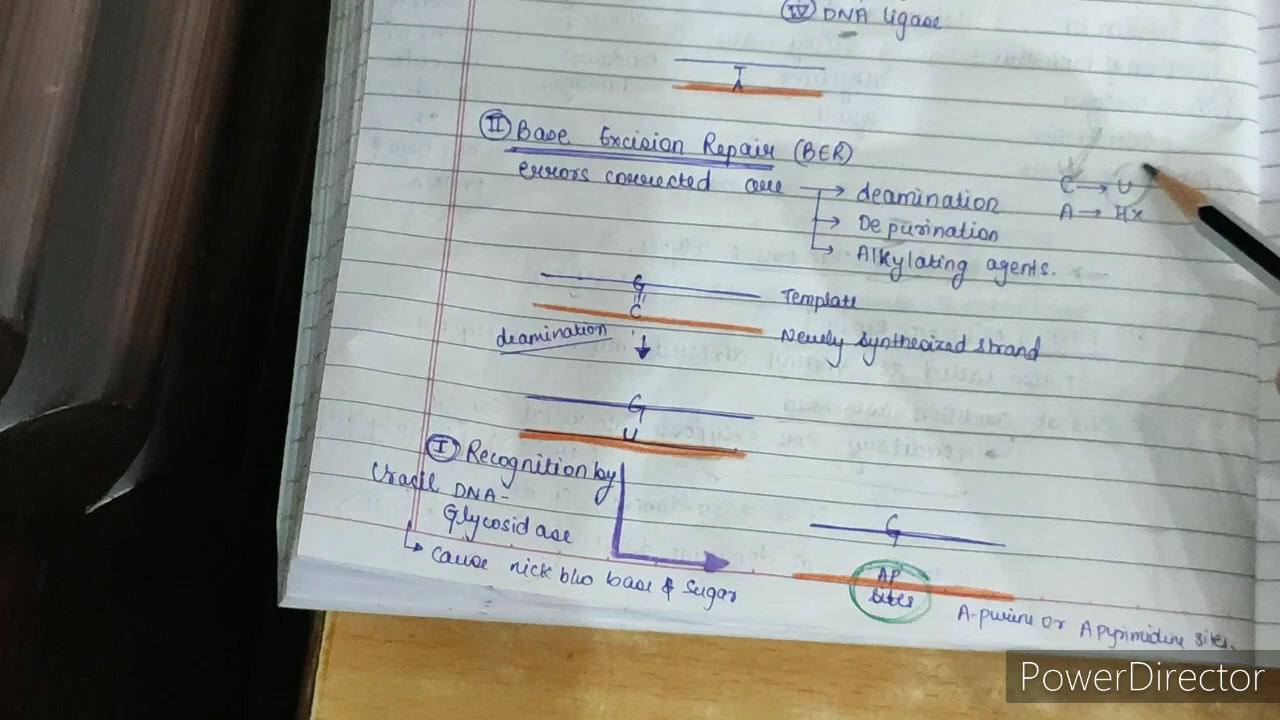 IV DNA ligase
T
A
II Base Excision Repair (BER)
errors corrected are → deamination
→ Depurination
→ Alkylating agents.
C → U
A → Hx
G
C
Template
Newly synthesized strand
deamination
G
U
I Recognition by
Uracil DNA-
Glycosidase
→ cause nick b/w base & sugar
G
AP
sites
A-purine or Apyrimidine sites.
PowerDirector